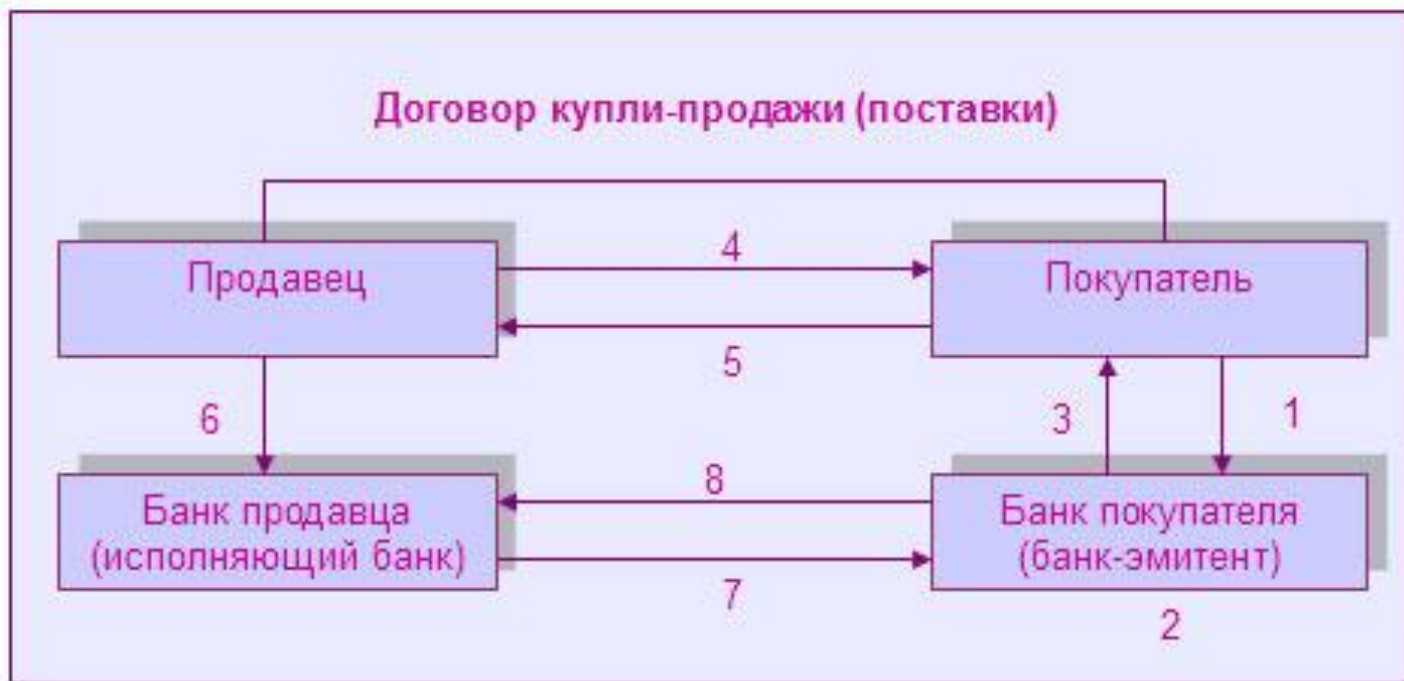 Договор купли-продажи (поставки)
Продавец
4
Покупатель
5
6
3
1
Банк продавца
(исполняющий банк)
8
Банк покупателя
(банк-эмитент)
7
2